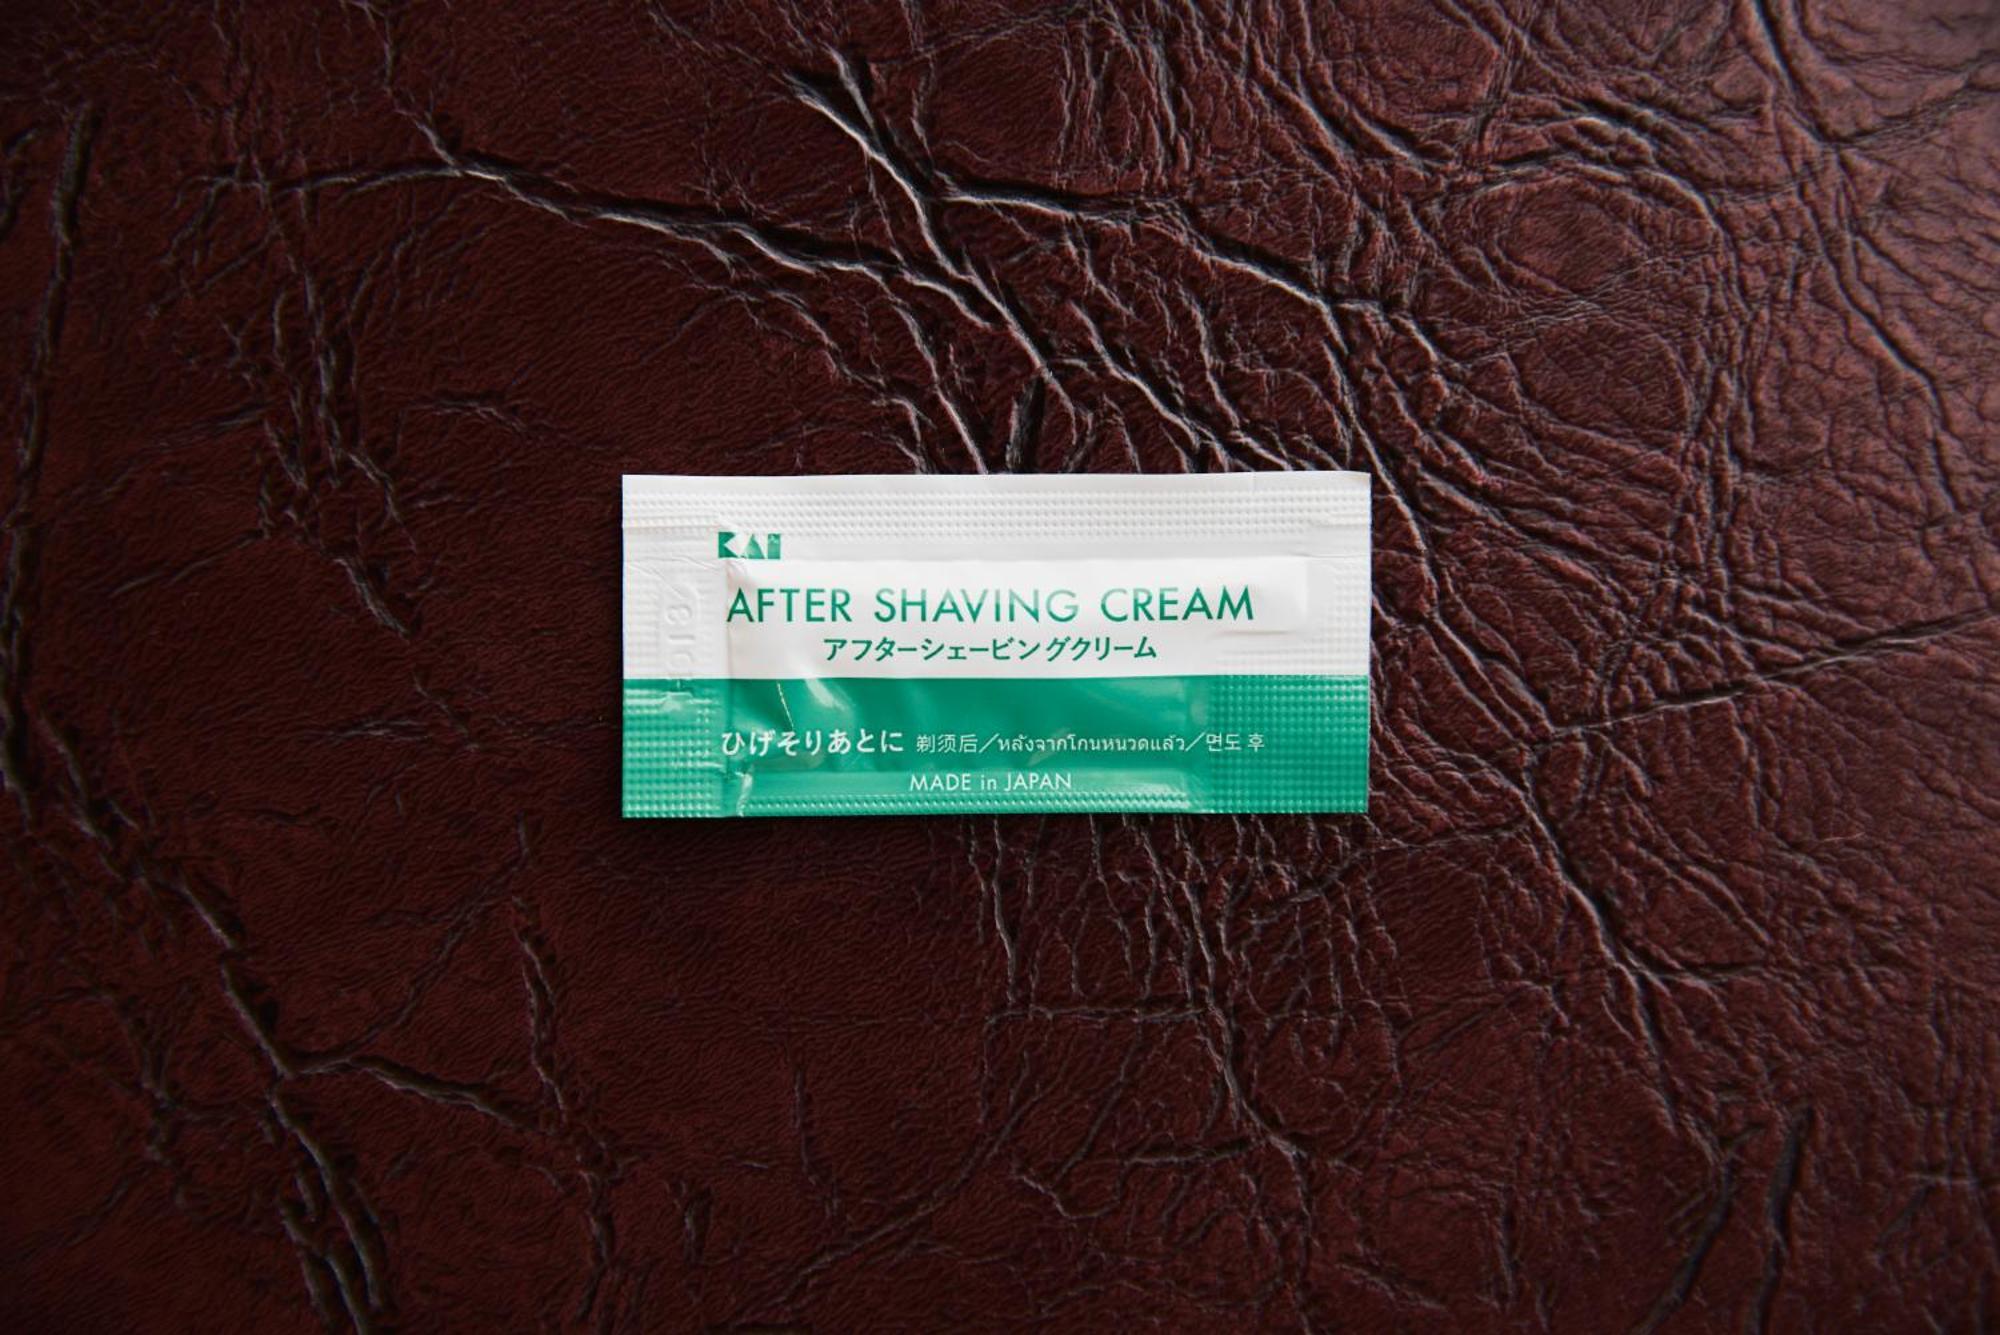 KAI
AFTER SHAVING CREAM
アフターシェービングクリーム
ひげそりあとに 剃须后／หลังจากโกนหนวดแล้ว／면도 후
MADE in JAPAN